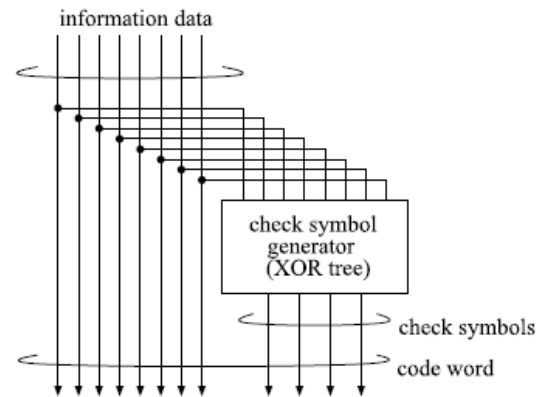 information data
check symbol
generator
(XOR tree)
check symbols
code word